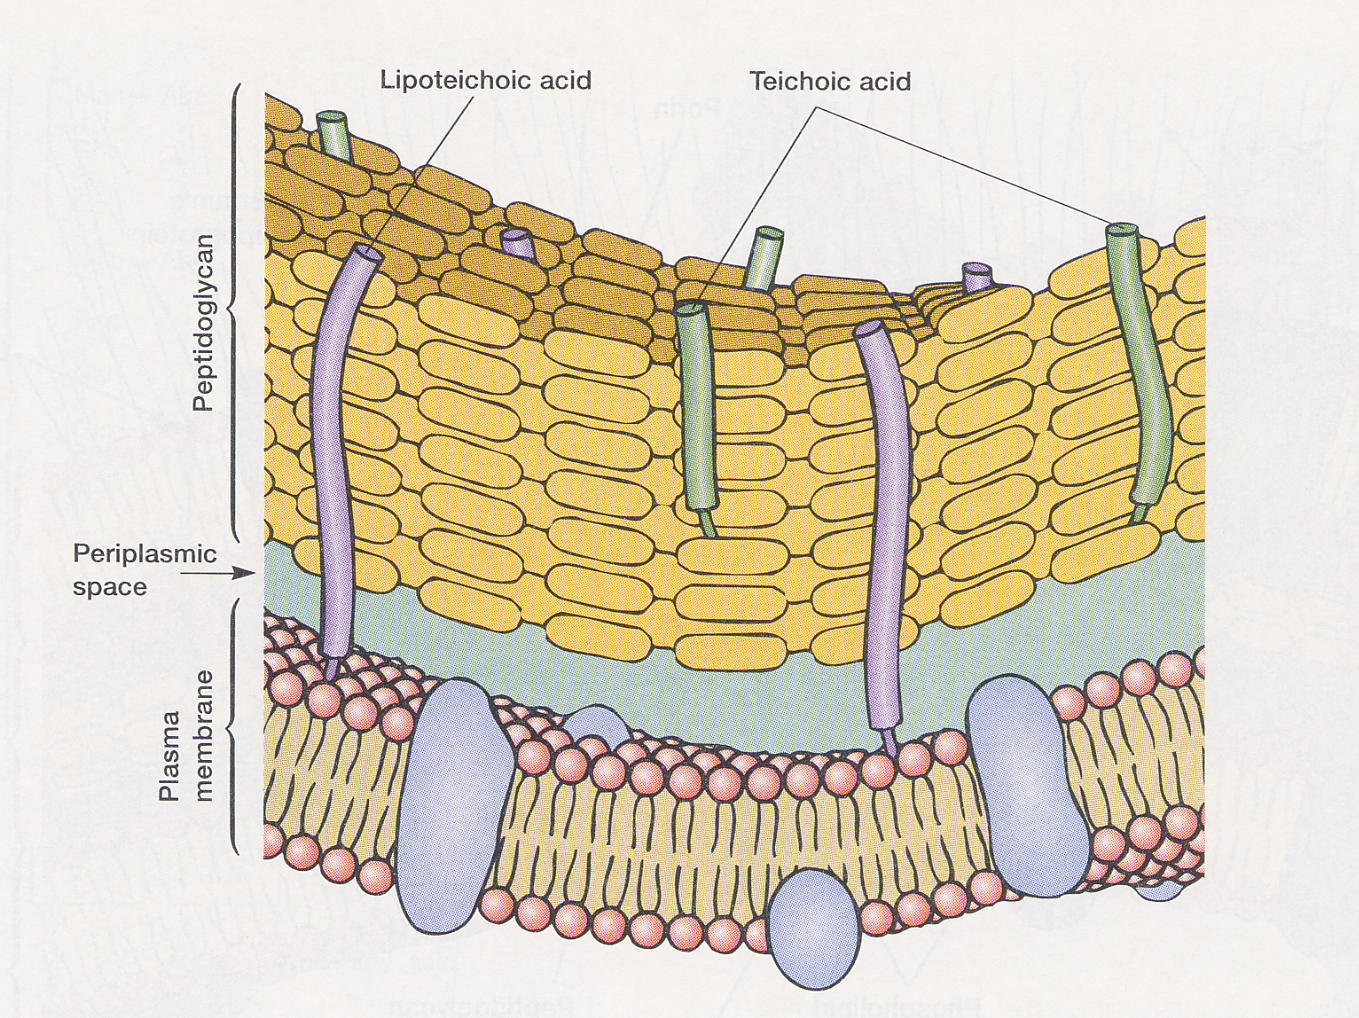 Lipoteichoic acid
Teichoic acid
Peptidoglycan
Periplasmic
space
Plasma
membrane